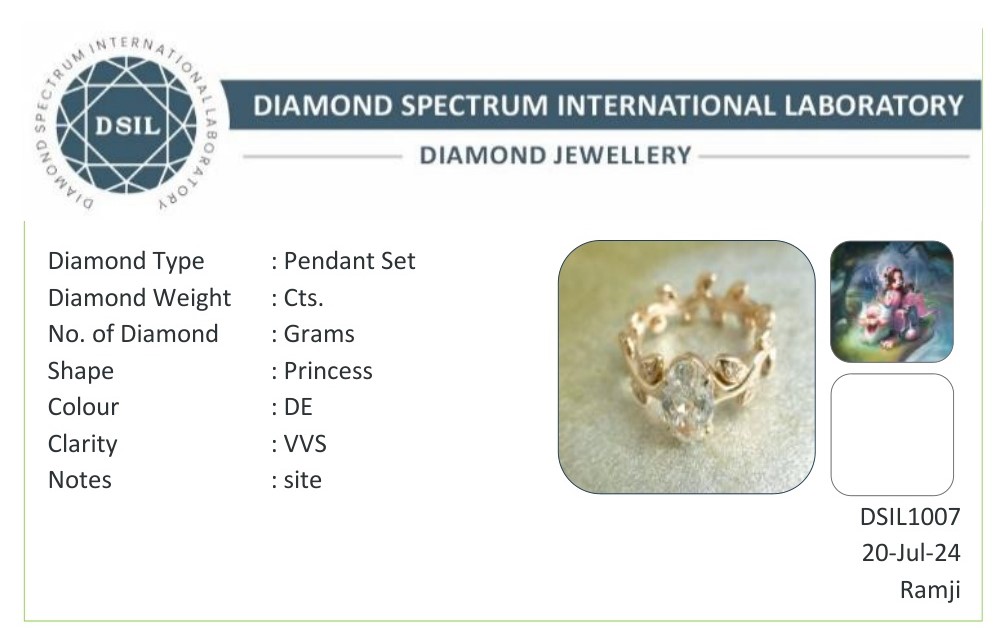 DIAMOND SPECTRUM INTERNATIONAL LABORATORY
DSIL
DIAMOND SPECTRUM INTERNATIONAL LABORATORY
DIAMOND JEWELLERY
Diamond Type : Pendant Set
Diamond Weight : Cts.
No. of Diamond : Grams
Shape : Princess
Colour : DE
Clarity : VVS
Notes : site
DSIL1007
20-Jul-24
Ramji